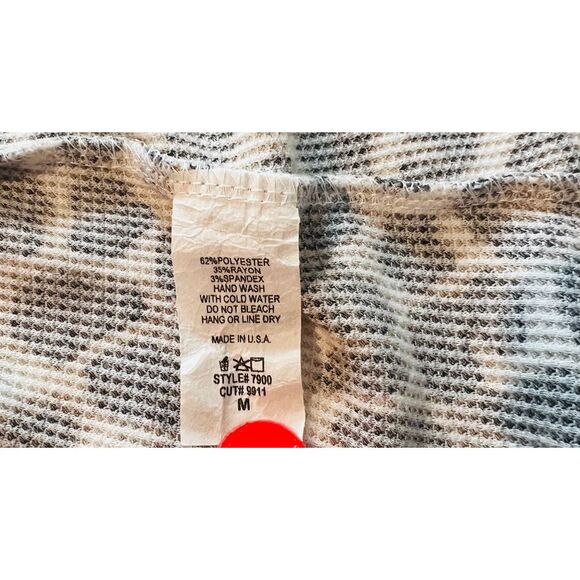 62%POLYESTER
35%RAYON
3%SPANDEX
HAND WASH
WITH COLD WATER
DO NOT BLEACH
HANG OR LINE DRY
MADE IN U.S.A.
STYLE# 7900
CUT# 9911
M